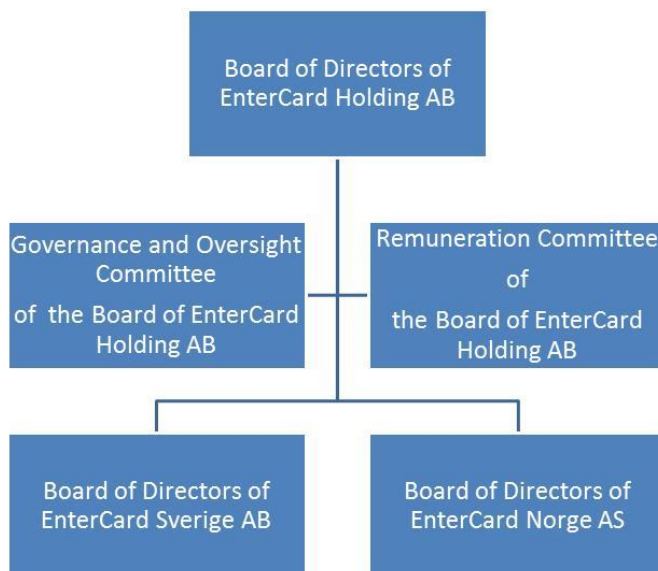 Board of Directors of
EnterCard Holding AB
Governance and Oversight
Committee
of the Board of EnterCard
Holding AB
Remuneration Committee
of
the Board of EnterCard
Holding AB
Board of Directors of
EnterCard Sverige AB
Board of Directors of
EnterCard Norge AS